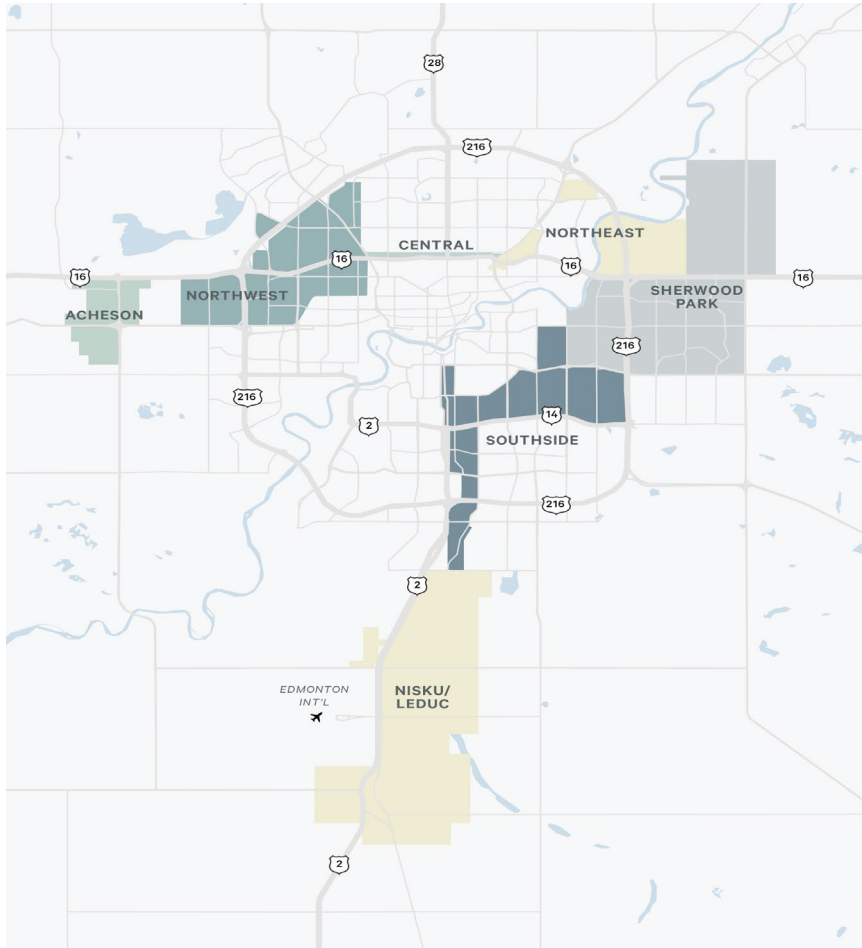 28
216
NORTHEAST
CENTRAL
16
16
16
16
NORTHWEST
SHERWOOD
PARK
ACHESON
216
216
14
2
SOUTHSIDE
216
2
EDMONTON
INT'L
NISKU/
LEDUC
2